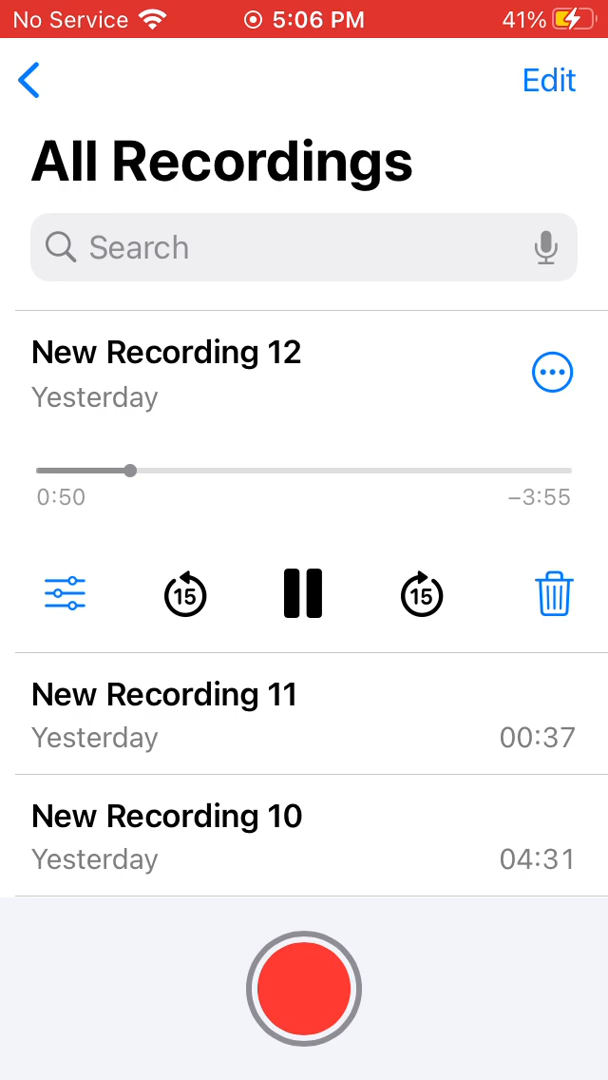 No Service 5:06 PM 41%
Edit
All Recordings
Search
New Recording 12
Yesterday
0:50 –3:55
15 15
New Recording 11
Yesterday 00:37
New Recording 10
Yesterday 04:31